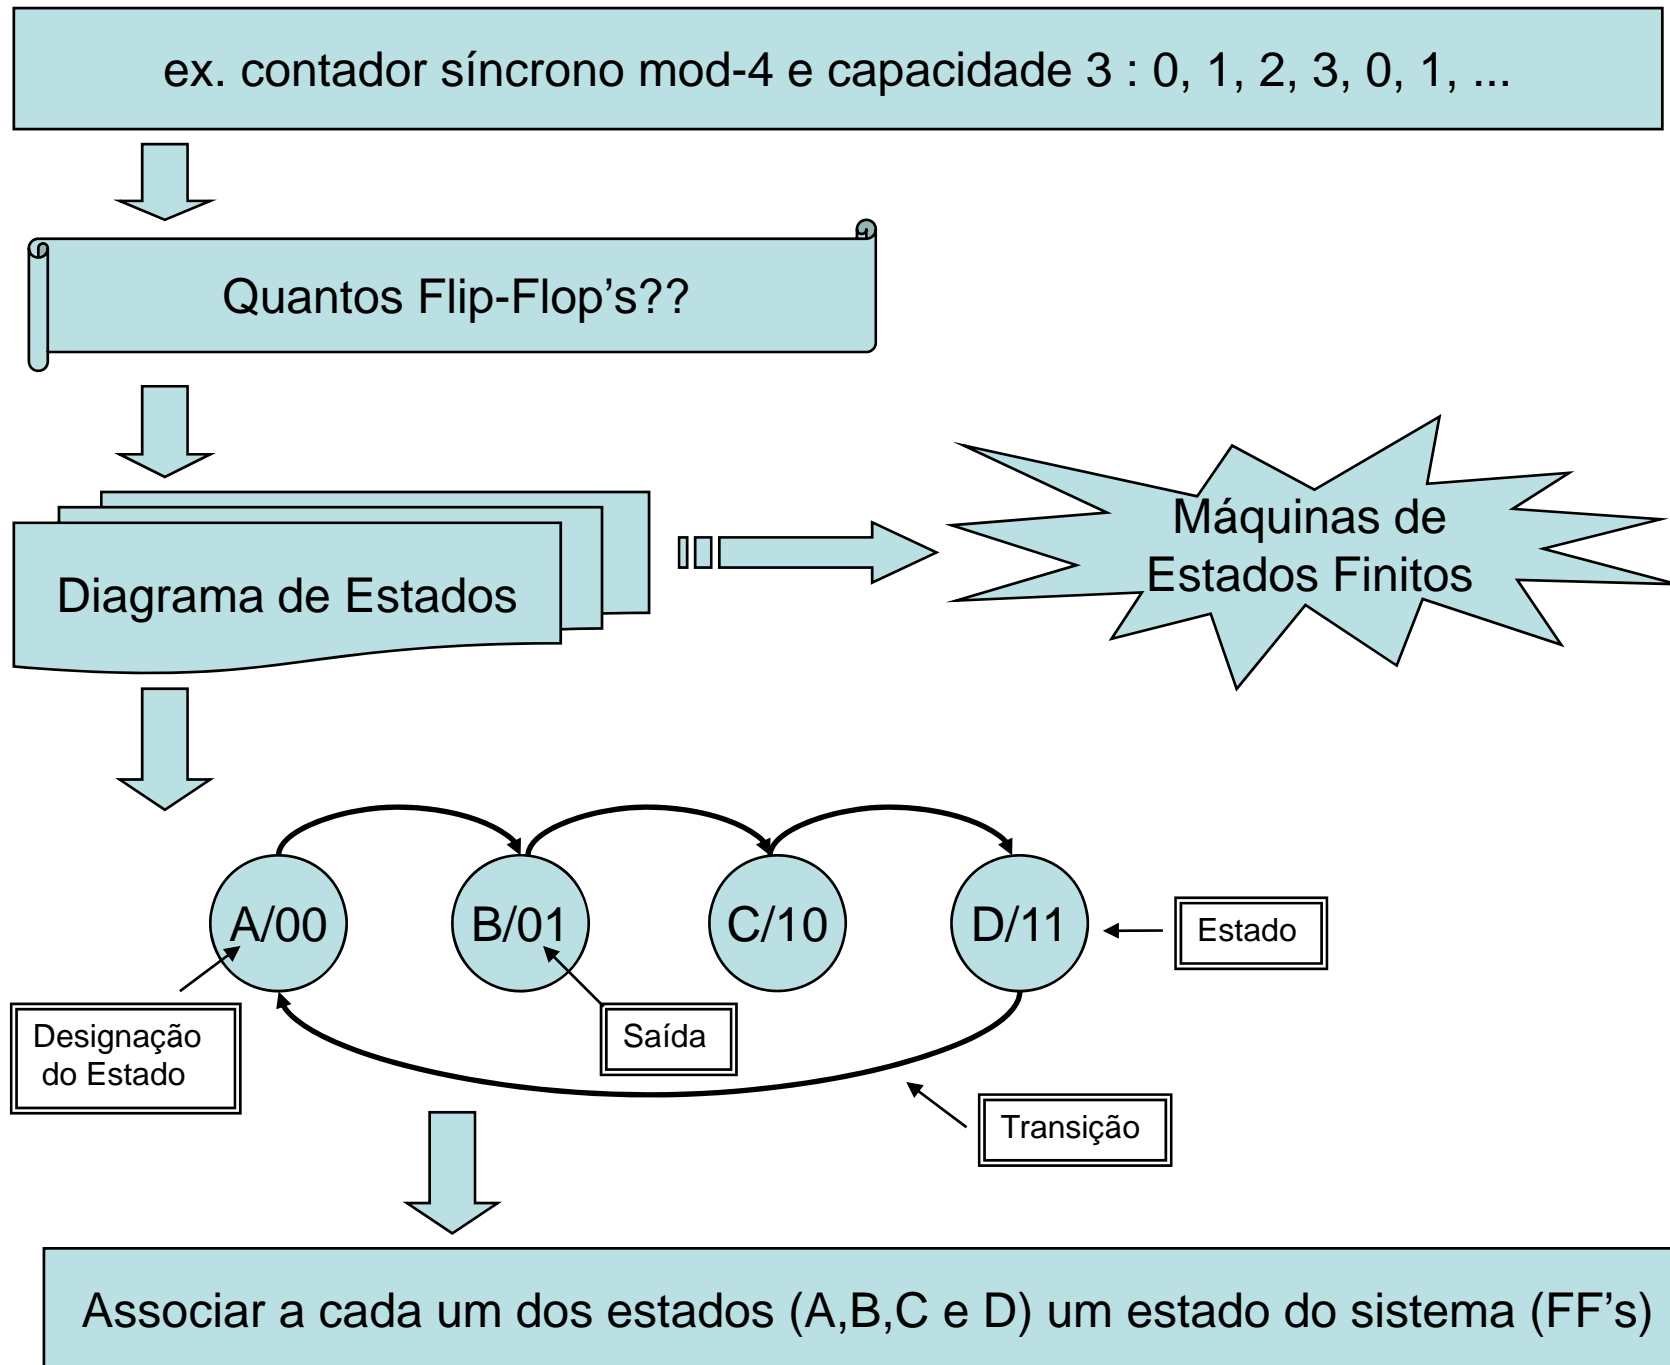 ex. contador síncrono mod-4 e capacidade 3 : 0, 1, 2, 3, 0, 1, ...
Quantos Flip-Flop’s??
Máquinas de
Estados Finitos
Diagrama de Estados
A/00
B/01
C/10
D/11
Estado
Designação
do Estado
Saída
Transição
Associar a cada um dos estados (A,B,C e D) um estado do sistema (FF’s)